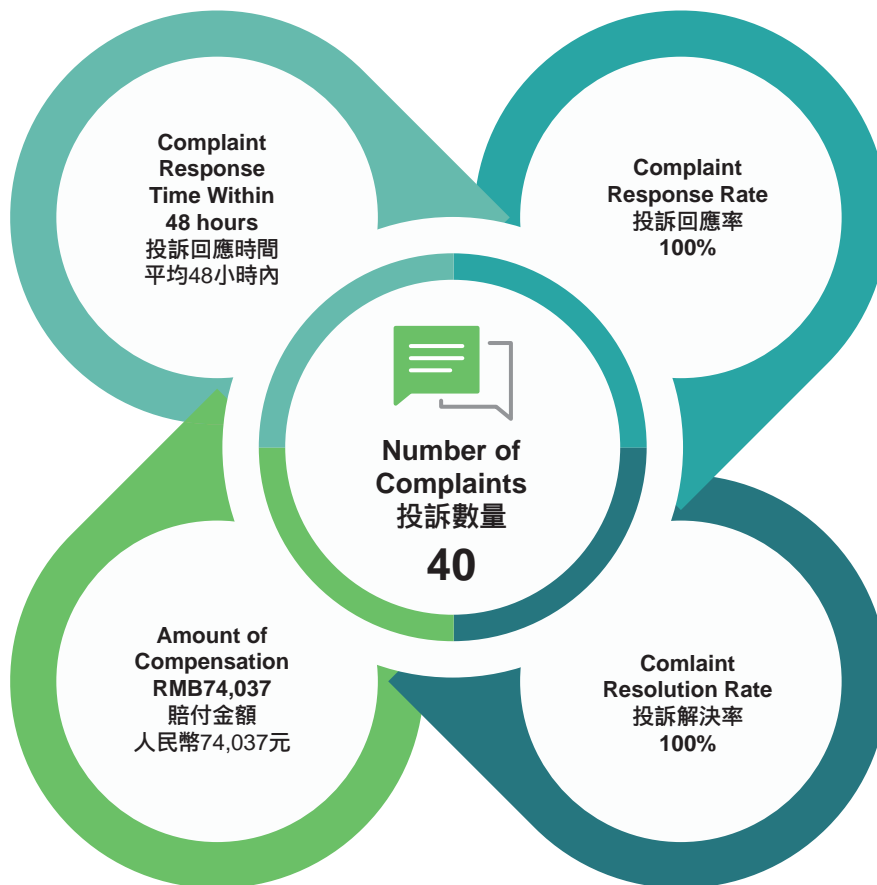 Complaint
Response
Time Within
48 hours
投訴回應時間
平均48小時內
Complaint
Response Rate
投訴回應率
100%
Number of
Complaints
投訴數量
40
Amount of
Compensation
RMB74,037
賠付金額
人民幣74,037元
Comlaint
Resolution Rate
投訴解決率
100%